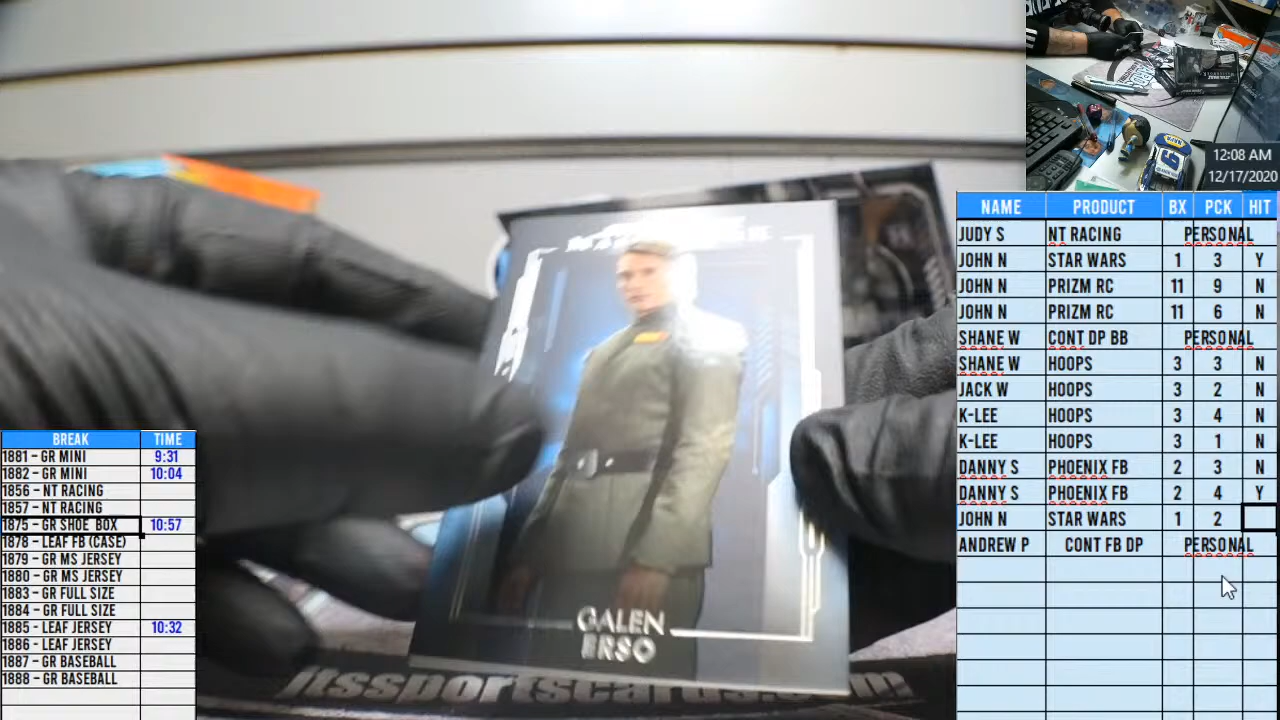 12:08 AM
12/17/2020
NAME PRODUCT BX PCK HIT
JUDY S NT RACING PERSONAL
JOHN N STAR WARS 1 3 Y
JOHN N PRIZM RC 11 9 N
JOHN N PRIZM RC 11 6 N
SHANE W CONT DP BB PERSONAL
SHANE W HOOPS 3 3 N
JACK W HOOPS 3 2 N
K-LEE HOOPS 3 4 N
K-LEE HOOPS 3 1 N
DANNY S PHOENIX FB 2 3 N
DANNY S PHOENIX FB 2 4 Y
JOHN N STAR WARS 1 2
ANDREW P CONT FB DP PERSONAL
BREAK TIME
1881 – GR MINI 9:31
1882 – GR MINI 10:04
1856 – NT RACING
1857 – NT RACING
1875 – GR SHOE BOX 10:57
1878 – LEAF FB (CASE)
1879 – GR MS JERSEY
1880 – GR MS JERSEY
1883 – GR FULL SIZE
1884 – GR FULL SIZE
1885 – LEAF JERSEY 10:32
1886 – LEAF JERSEY
1887 – GR BASEBALL
1888 – GR BASEBALL
GALEN
ERSO
itssportscards.com